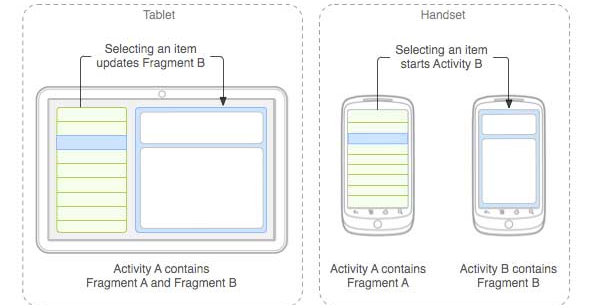 Tablet
Selecting an item
updates Fragment B
Activity A contains
Fragment A and Fragment B
Handset
Selecting an item
starts Activity B
Activity A contains
Fragment A
Activity B contains
Fragment B